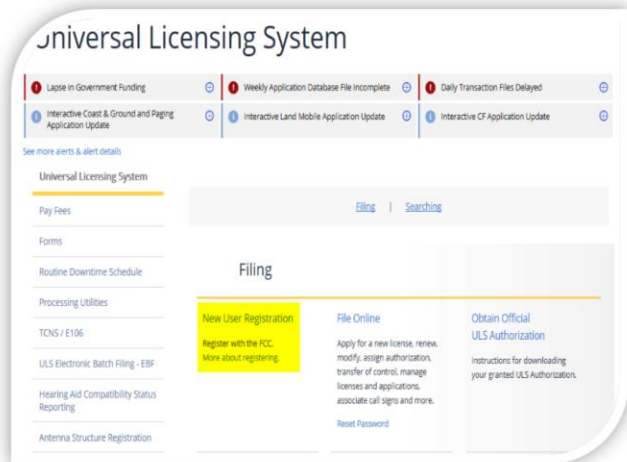 Universal Licensing System
Lapse in Government Funding
Weekly Application Database File Incomplete
Daily Transaction Files Delayed
Interactive Coast & Ground and Paging
Application Update
Interactive Land Mobile Application Update
Interactive CF Application Update
See more alerts & alert details
Universal Licensing System
Pay Fees
Forms
Routine Downtime Schedule
Processing Utilities
TCNS / E106
ULS Electronic Batch Filing - EBF
Hearing Aid Compatibility Status
Reporting
Antenna Structure Registration
Filing | Searching
Filing
New User Registration
Register with the FCC.
More about registering.
File Online
Apply for a new license, renew,
modify, assign authorization,
transfer of control, manage
licenses and applications,
associate call signs and more.
Reset Password
Obtain Official
ULS Authorization
Instructions for downloading
your granted ULS Authorization.